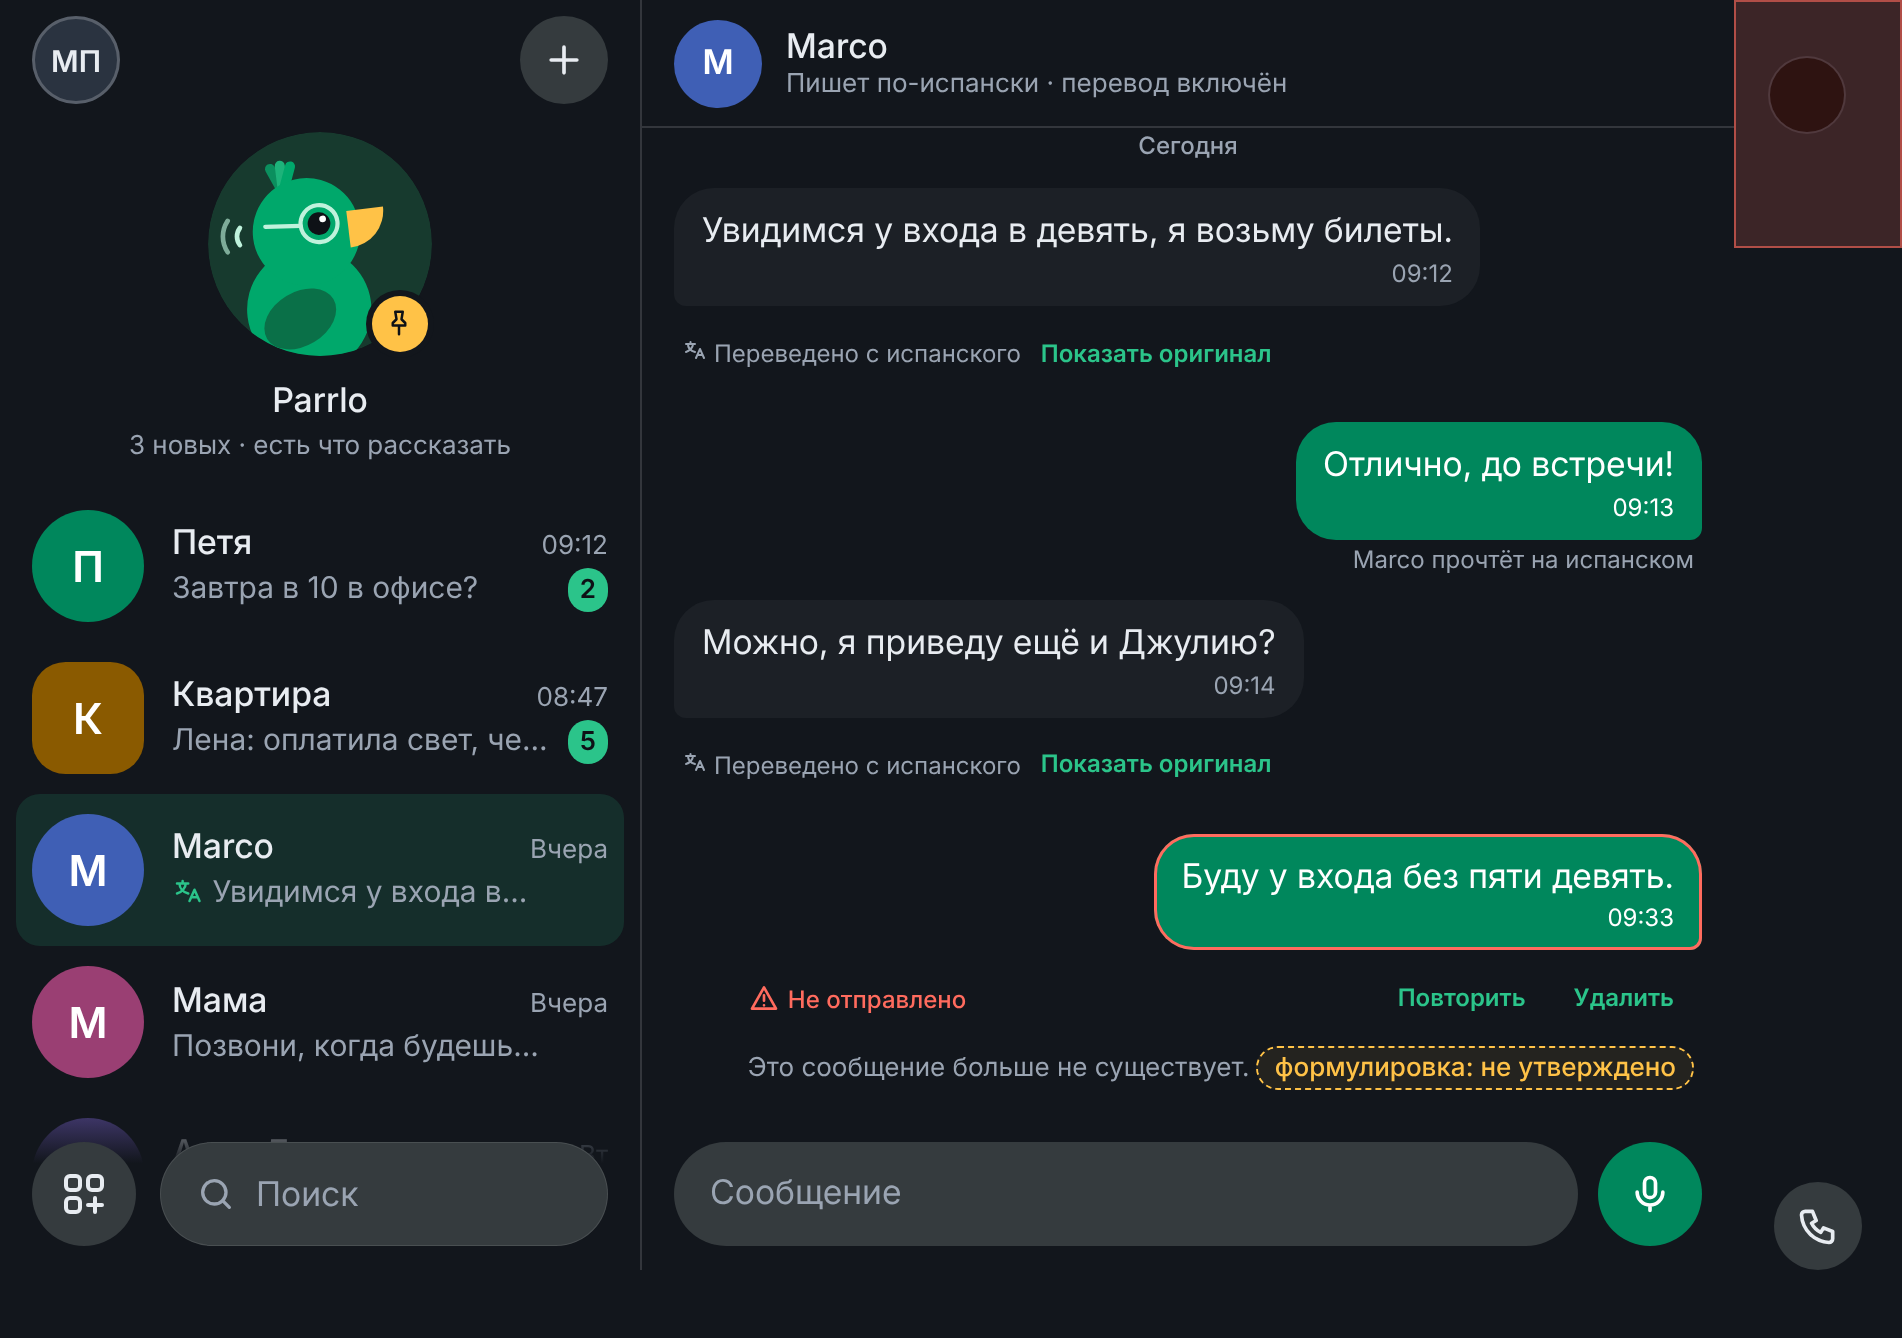 МП
Parrlo
3 новых · есть что рассказать
Петя
09:12
Завтра в 10 в офисе?
2
П
Квартира
08:47
Лена: оплатила свет, че...
5
К
Marco
Вчера
Увидимся у входа в...
M
Мама
Вчера
Позвони, когда будешь...
М
Вт
Поиск
M
Marco
Пишет по-испански · перевод включён
Сегодня
Увидимся у входа в девять, я возьму билеты.
09:12
Переведено с испанского Показать оригинал
Отлично, до встречи!
09:13
Marco прочтёт на испанском
Можно, я приведу ещё и Джулию?
09:14
Переведено с испанского Показать оригинал
Буду у входа без пяти девять.
09:33
Не отправлено
Повторить Удалить
Это сообщение больше не существует. формулировка: не утверждено
Сообщение